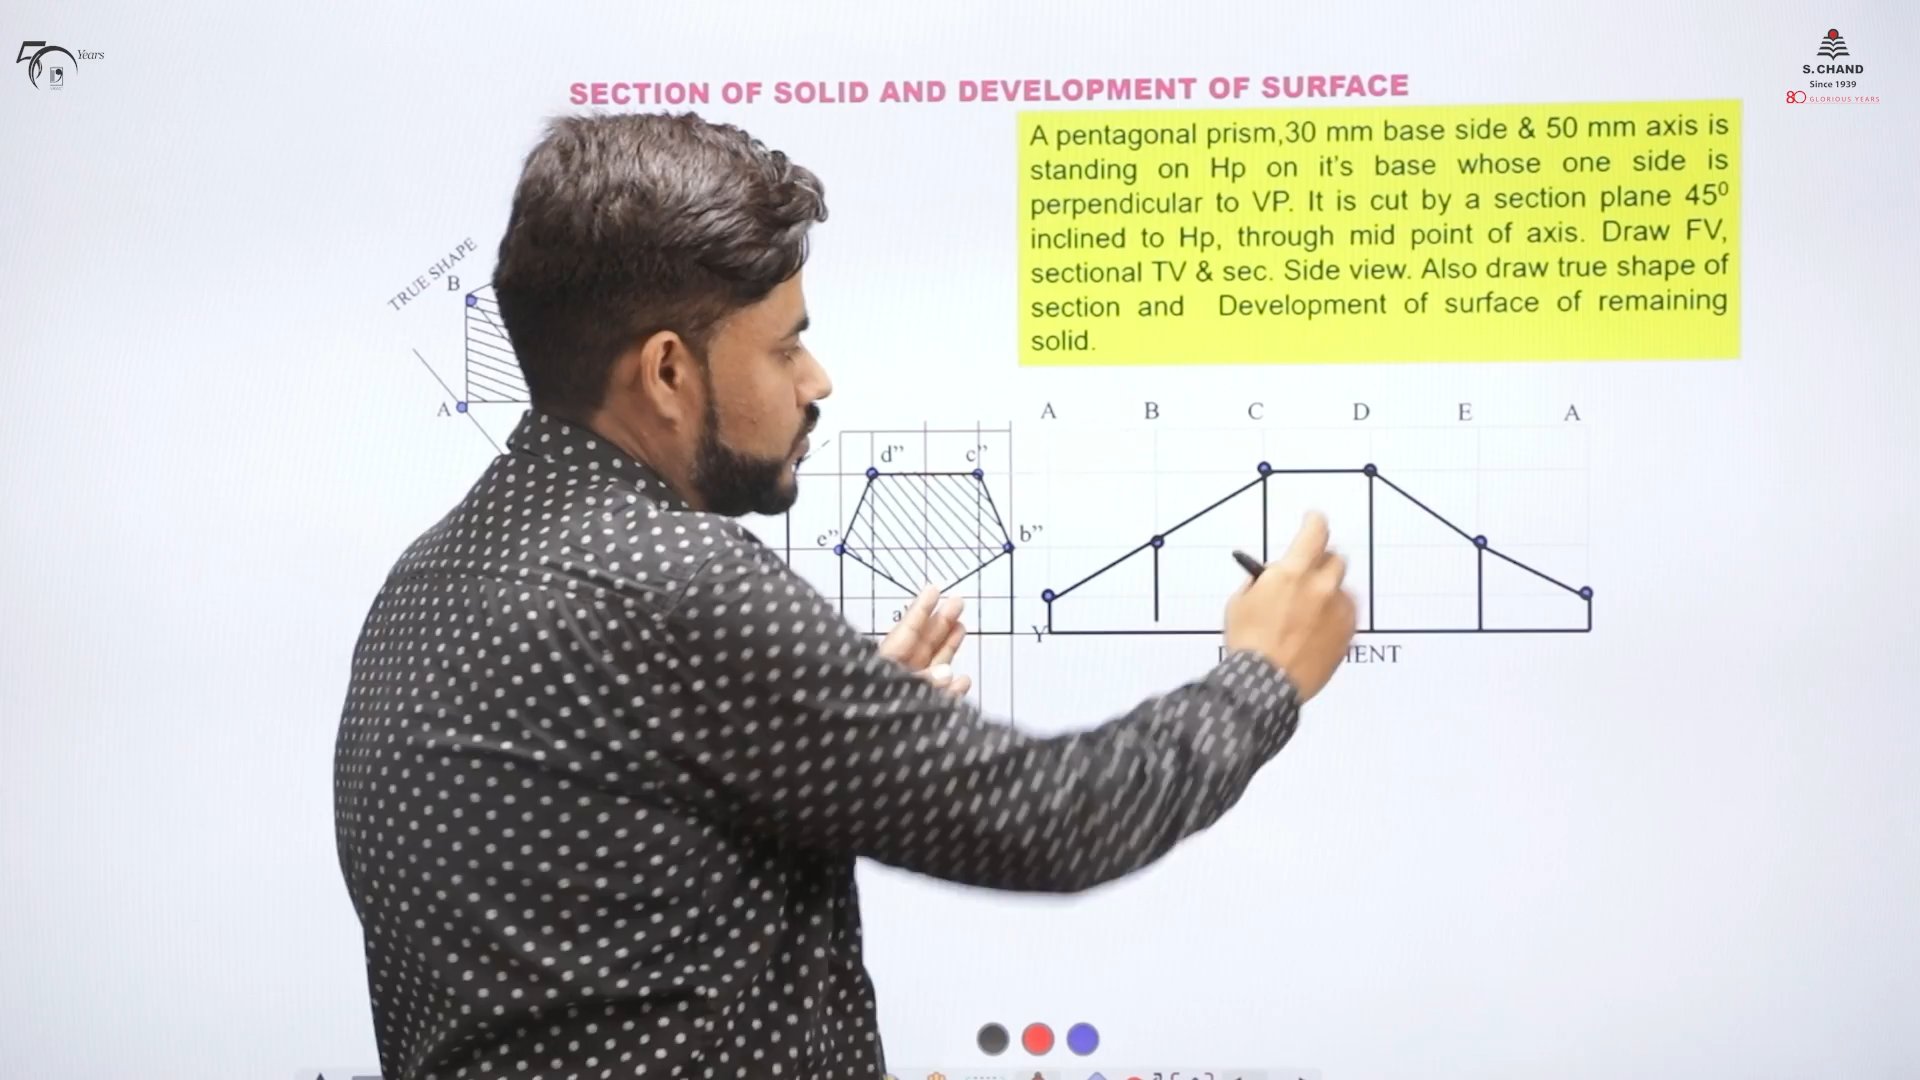 Years
S.CHAND
Since 1939
80 GLORIOUS YEARS
SECTION OF SOLID AND DEVELOPMENT OF SURFACE
A pentagonal prism,30 mm base side & 50 mm axis is
standing on Hp on it's base whose one side is
perpendicular to VP. It is cut by a section plane 45⁰
inclined to Hp, through mid point of axis. Draw FV,
sectional TV & sec. Side view. Also draw true shape of
section and Development of surface of remaining
solid.
TRUE SHAPE
B
A
A B C D E A
d" c"
e" b"
Y